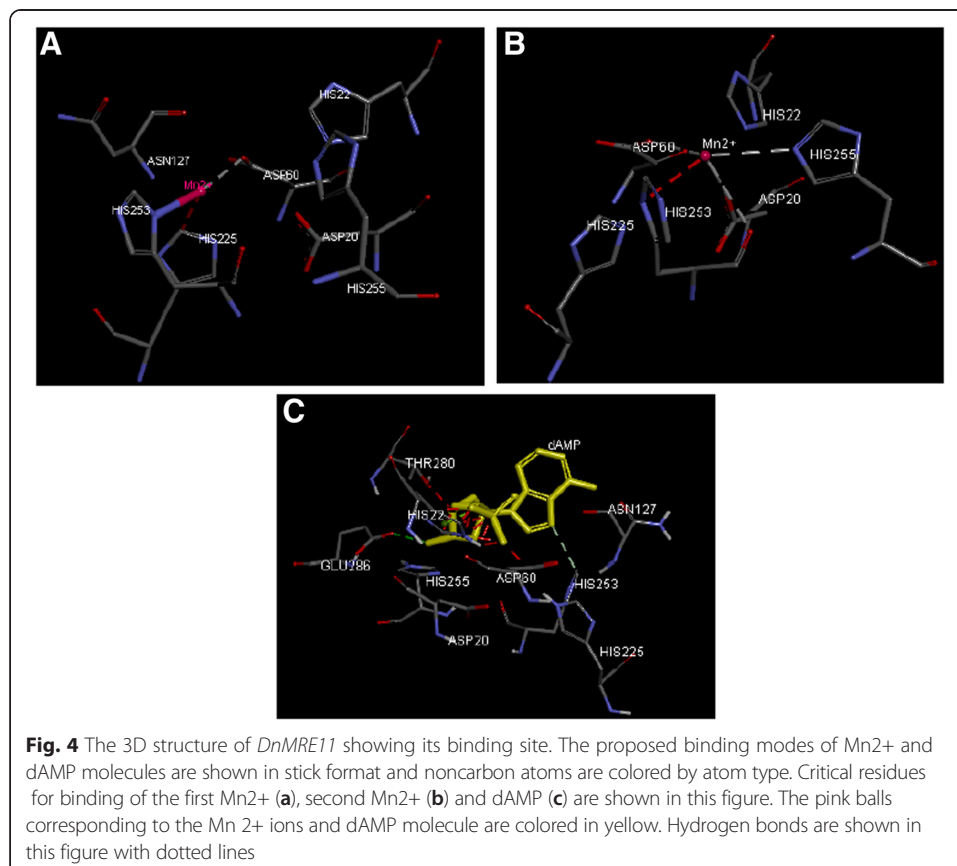 A
HIS22
ASN127
ASP60
Mn2+
HIS253
HIS225
ASP20
HIS255
B
HIS22
Mn2+
ASP60
HIS255
ASP20
HIS253
HIS225
C
dAMP
THR280
ASN127
HIS22
GLU286
HIS255
ASP60
HIS253
ASP20
HIS225
Fig. 4 The 3D structure of DnMRE11 showing its binding site. The proposed binding modes of Mn2+ and
dAMP molecules are shown in stick format and noncarbon atoms are colored by atom type. Critical residues
for binding of the first Mn2+ (a), second Mn2+ (b) and dAMP (c) are shown in this figure. The pink balls
corresponding to the Mn 2+ ions and dAMP molecule are colored in yellow. Hydrogen bonds are shown in
this figure with dotted lines